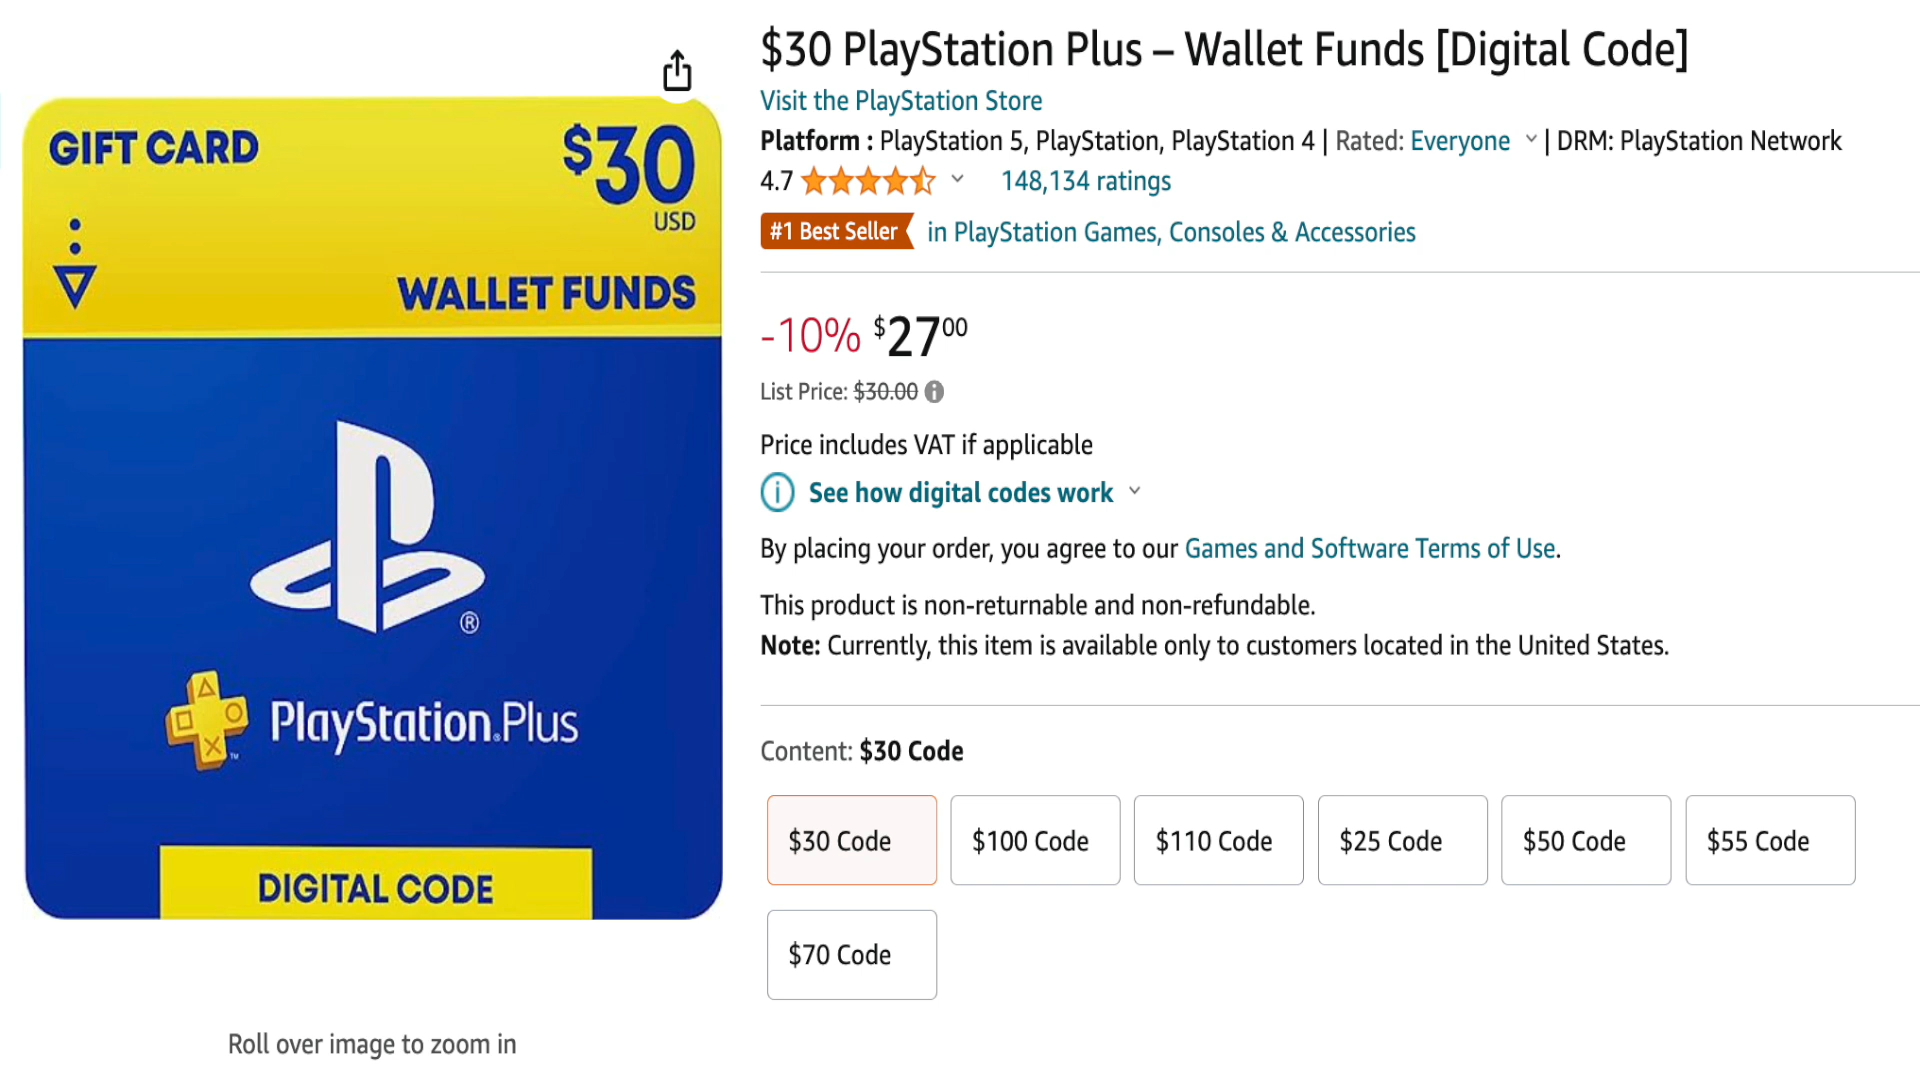 GIFT CARD
$30
USD
WALLET FUNDS
®
PlayStation®Plus
™
DIGITAL CODE
Roll over image to zoom in
$30 PlayStation Plus – Wallet Funds [Digital Code]
Visit the PlayStation Store
Platform : PlayStation 5, PlayStation, PlayStation 4 | Rated: Everyone | DRM: PlayStation Network
4.7 148,134 ratings
#1 Best Seller in PlayStation Games, Consoles & Accessories
-10% $2700
List Price: $30.00
Price includes VAT if applicable
See how digital codes work
By placing your order, you agree to our Games and Software Terms of Use.
This product is non-returnable and non-refundable.
Note: Currently, this item is available only to customers located in the United States.
Content: $30 Code
$30 Code $100 Code $110 Code $25 Code $50 Code $55 Code
$70 Code